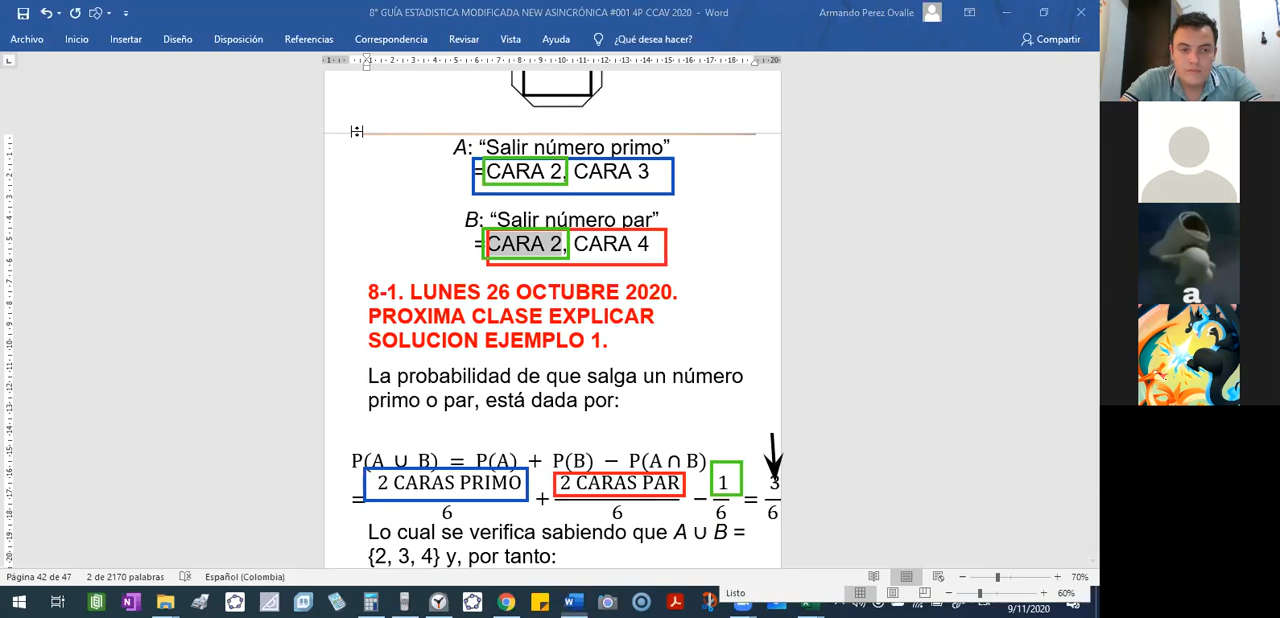 8° GUÍA ESTADISTICA MODIFICADA NEW ASINCRÓNICA #001 4P CCAV 2020 - Word
Armando Perez Ovalle
Archivo Inicio Insertar Diseño Disposición Referencias Correspondencia Revisar Vista Ayuda ¿Qué desea hacer? Compartir
A: “Salir número primo”
=CARA 2, CARA 3
B: “Salir número par”
=CARA 2, CARA 4
8-1. LUNES 26 OCTUBRE 2020.
PROXIMA CLASE EXPLICAR
SOLUCION EJEMPLO 1.
La probabilidad de que salga un número
primo o par, está dada por:
P(A ∪ B) = P(A) + P(B) − P(A ∩ B)
= 2 CARAS PRIMO/6 + 2 CARAS PAR/6 − 1/6 = 3/6
Lo cual se verifica sabiendo que A ∪ B =
{2, 3, 4} y, por tanto:
a
Página 42 de 47 2 de 2170 palabras Español (Colombia) 70%
Listo 60%
9/11/2020